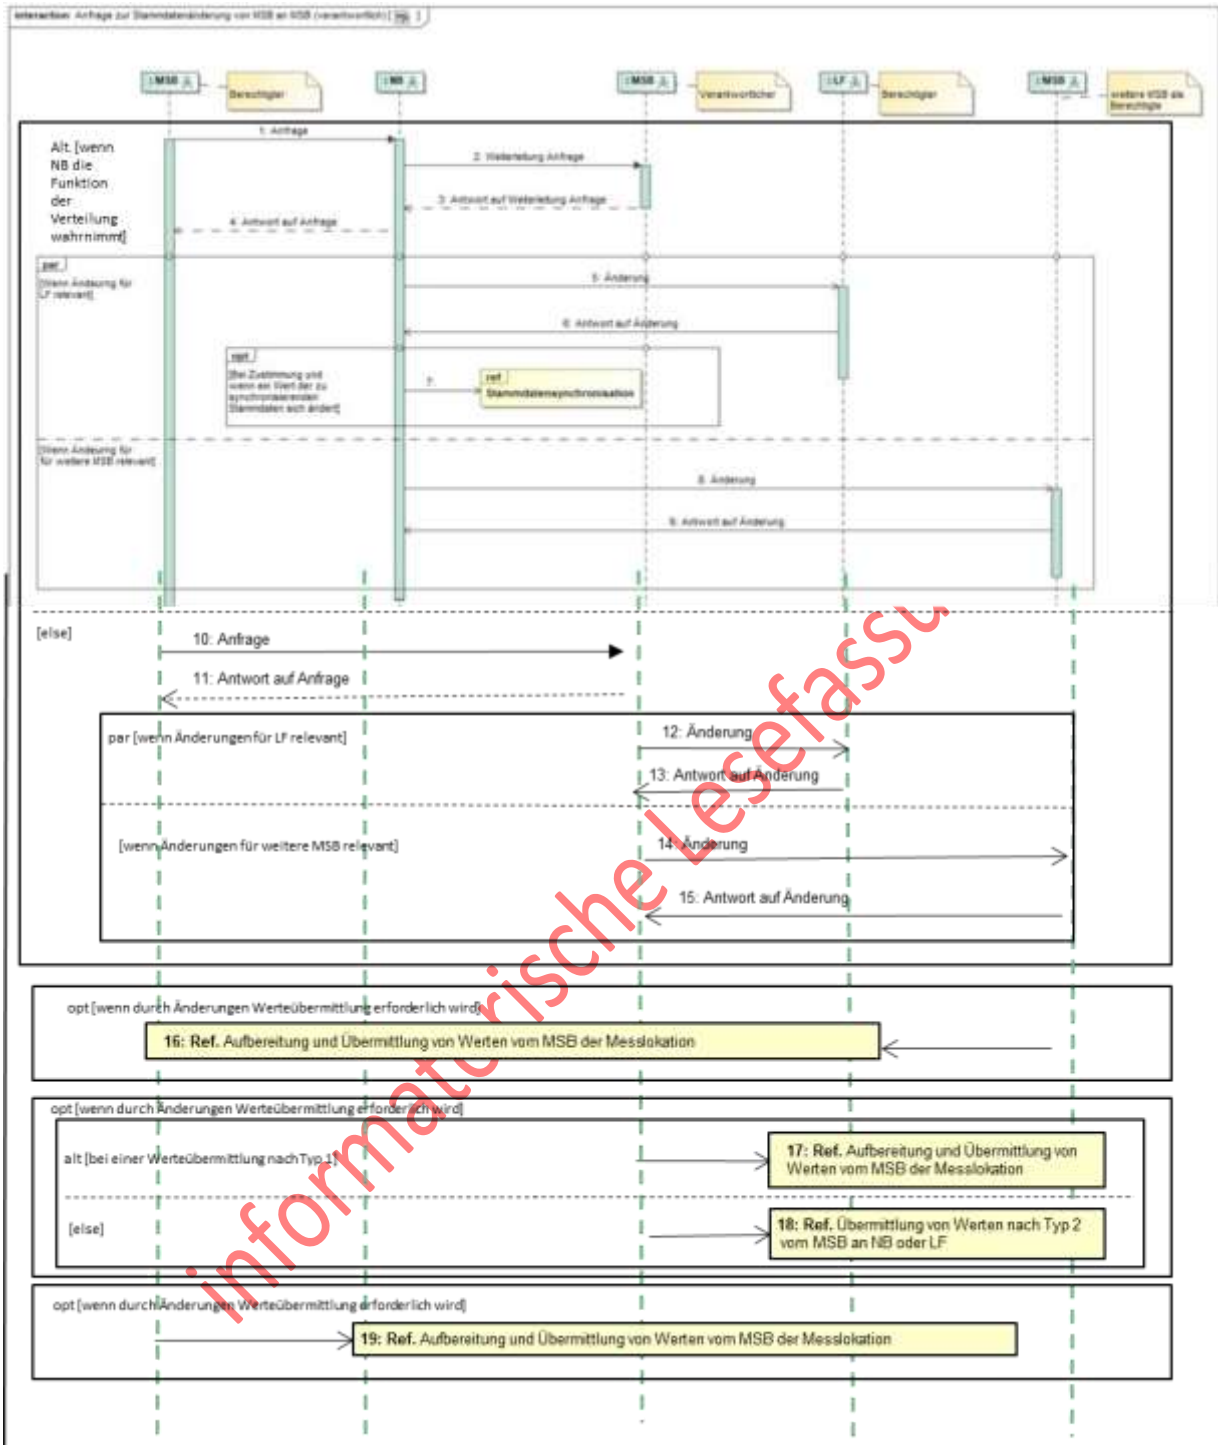 interaction Anfrage zur Stammdatenänderung von MSB an MSB (verantwortlich) [
: MSB
Berechtigter
: NB
: MSB
Verantwortlicher
: LF
Berechtigter
: MSB
weitere MSB als
Berechtigte
Alt. [wenn
NB die
Funktion
der
Verteilung
wahrnimmt]
1: Anfrage
2: Weiterleitung Anfrage
3: Antwort auf Weiterleitung Anfrage
4: Antwort auf Anfrage
par
[Wenn Änderung für
LF relevant]
5: Änderung
6: Antwort auf Änderung
opt
[Bei Zustimmung und
wenn ein Wert der zu
synchronisierenden
Stammdaten sich ändert]
7:
ref
Stammdatensynchronisation
[Wenn Änderung für
für weitere MSB relevant]
8: Änderung
9: Antwort auf Änderung
[else]
10: Anfrage
11: Antwort auf Anfrage
par [wenn Änderungen für LF relevant]
12: Änderung
13: Antwort auf Änderung
[wenn Änderungen für weitere MSB relevant]
14: Änderung
15: Antwort auf Änderung
opt [wenn durch Änderungen Werteübermittlung erforderlich wird]
16: Ref. Aufbereitung und Übermittlung von Werten vom MSB der Messlokation
opt [wenn durch Änderungen Werteübermittlung erforderlich wird]
alt [bei einer Werteübermittlung nach Typ 1]
17: Ref. Aufbereitung und Übermittlung von
Werten vom MSB der Messlokation
[else]
18: Ref. Übermittlung von Werten nach Typ 2
vom MSB an NB oder LF
opt [wenn durch Änderungen Werteübermittlung erforderlich wird]
19: Ref. Aufbereitung und Übermittlung von Werten vom MSB der Messlokation
informatorische Lesefassu